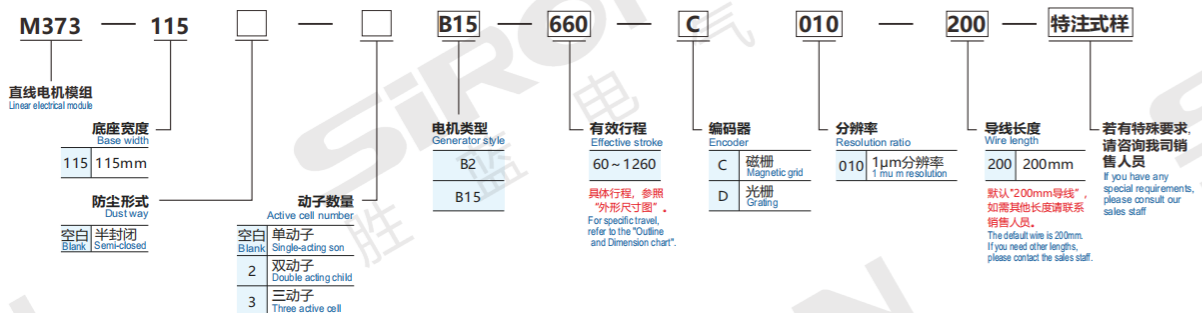 M373 — 115 □ — □ B15 — 660 — C 010 — 200 — 特注式样
直线电机模组
Linear electrical module
底座宽度
Base width
115 115mm
防尘形式
Dust way
空白 半封闭
Blank Semi-closed
动子数量
Active cell number
空白 单动子
Blank Single-acting son
2 双动子
Double acting child
3 三动子
Three active cell
电机类型
Generator style
B2
B15
有效行程
Effective stroke
60~1260
具体行程，参照
“外形尺寸图”。
For specific travel,
refer to the "Outline
and Dimension chart".
编码器
Encoder
C 磁栅
Magnetic grid
D 光栅
Grating
分辨率
Resolution ratio
010 1μm分辨率
1 mu m resolution
导线长度
Wire length
200 200mm
默认"200mm导线"，
如需其他长度请联系
销售人员。
The default wire is 200mm.
If you need other lengths,
please contact the sales staff.
若有特殊要求，
请咨询我司销
售人员
If you have any
special requirements,
please consult our
sales staff
SiRON
胜蓝电气